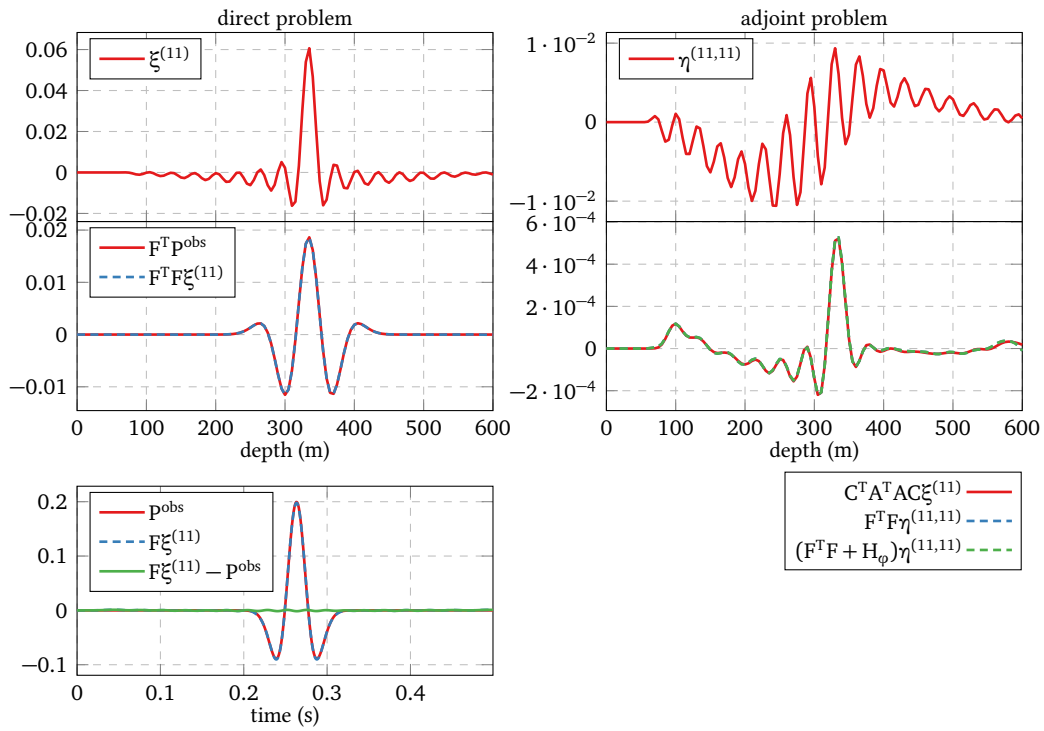 direct problem
0.06
0.04
0.02
0
−0.02
ξ⁽¹¹⁾
0.02
0.01
0
−0.01
FᵀPᵒᵇˢ
FᵀFξ⁽¹¹⁾
0 100 200 300 400 500 600
depth (m)
adjoint problem
1 · 10⁻²
0
−1 · 10⁻²
η⁽¹¹,¹¹⁾
6 · 10⁻⁴
4 · 10⁻⁴
2 · 10⁻⁴
0
−2 · 10⁻⁴
0 100 200 300 400 500 600
depth (m)
0.2
0.1
0
−0.1
Pᵒᵇˢ
Fξ⁽¹¹⁾
Fξ⁽¹¹⁾ − Pᵒᵇˢ
0 0.1 0.2 0.3 0.4
time (s)
CᵀAᵀACξ⁽¹¹⁾
FᵀFη⁽¹¹,¹¹⁾
(FᵀF + Hᵩ)η⁽¹¹,¹¹⁾